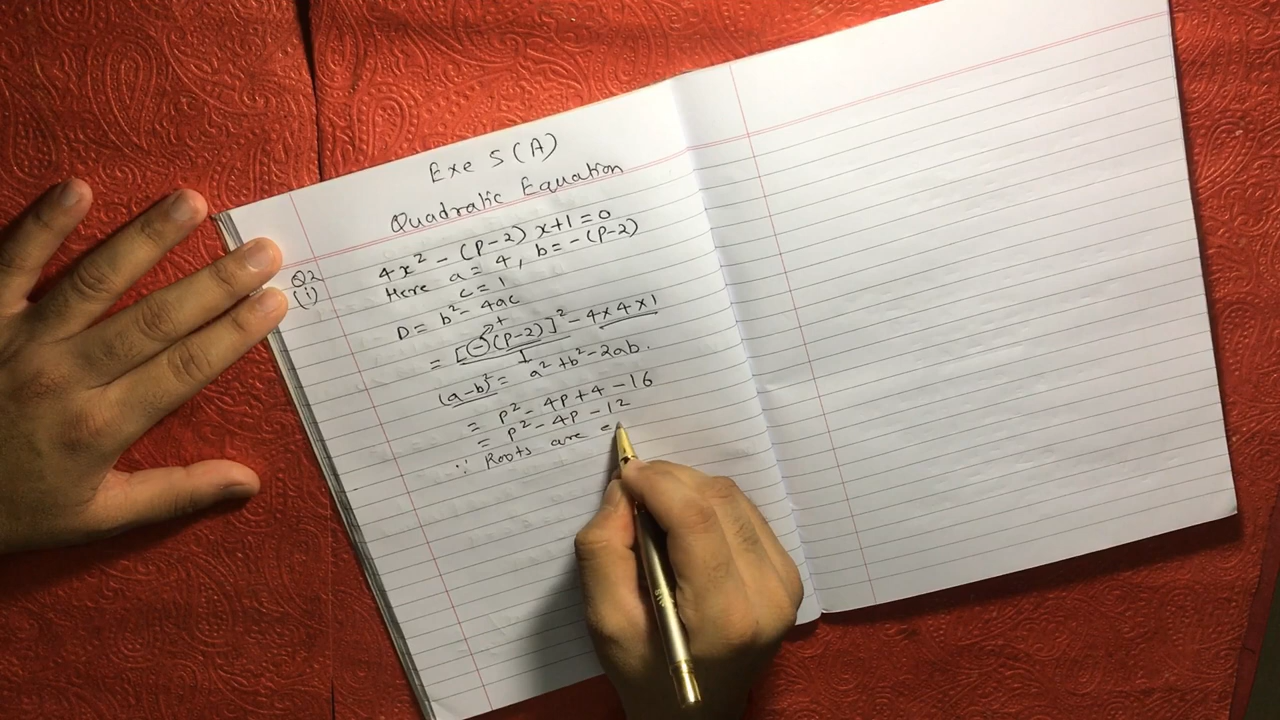 Exe 5(A)
Quadratic Equation
Q2
(i)
4x² - (P-2) x+1=0
Here a = 4, b = -(P-2)
c = 1
D = b² - 4ac
= [-(P-2)]² - 4×4×1
(a-b)² = a²+b²-2ab.
= P² - 4P + 4 - 16
= P² - 4P - 12
∵ Roots are e